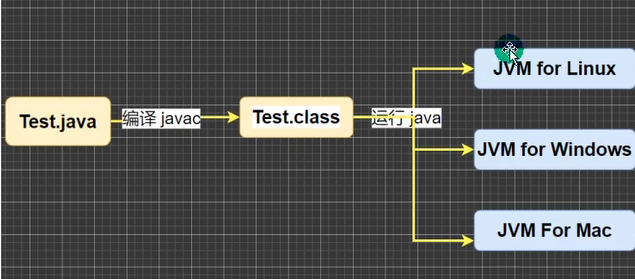 Test.java
编译 javac
Test.class
运行 java
JVM for Linux
JVM for Windows
JVM For Mac